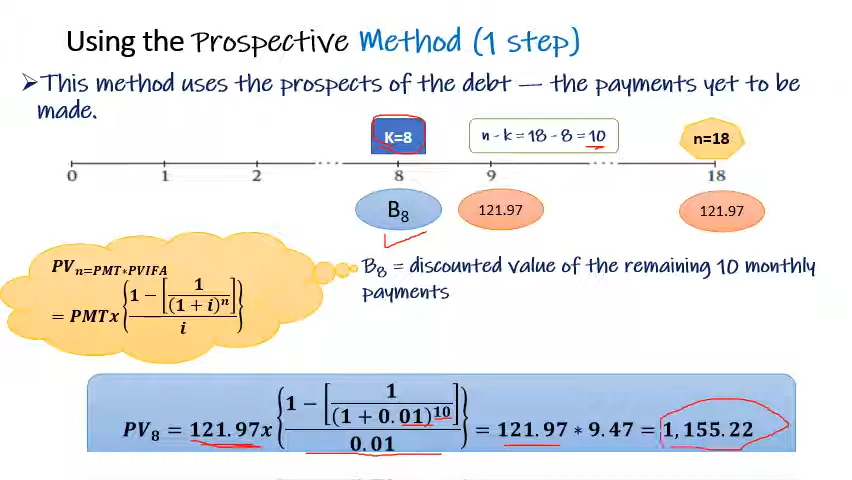 Using the Prospective Method (1 step)
➢This method uses the prospects of the debt — the payments yet to be
made.
K=8
n - k = 18 - 8 = 10
n=18
0 1 2 ... 8 9 ... 18
B₈
121.97
121.97
PVₙ=PMT*PVIFA
= PMTx{(1 − [1/(1 + i)ⁿ])/i}
B₈ = discounted value of the remaining 10 monthly
payments
PV₈ = 121.97x{(1 − [1/(1 + 0.01)¹⁰])/0.01} = 121.97 * 9.47 = 1,155.22